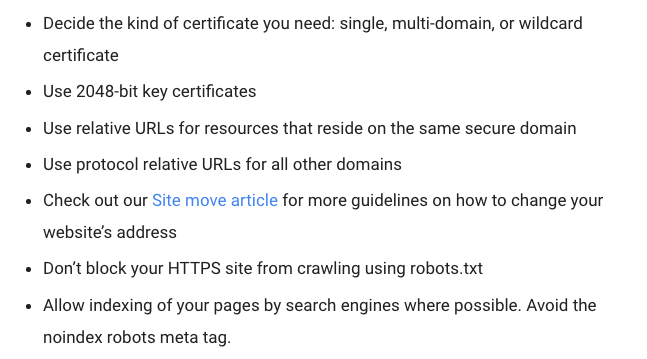 • Decide the kind of certificate you need: single, multi-domain, or wildcard
certificate
• Use 2048-bit key certificates
• Use relative URLs for resources that reside on the same secure domain
• Use protocol relative URLs for all other domains
• Check out our Site move article for more guidelines on how to change your
website’s address
• Don’t block your HTTPS site from crawling using robots.txt
• Allow indexing of your pages by search engines where possible. Avoid the
noindex robots meta tag.